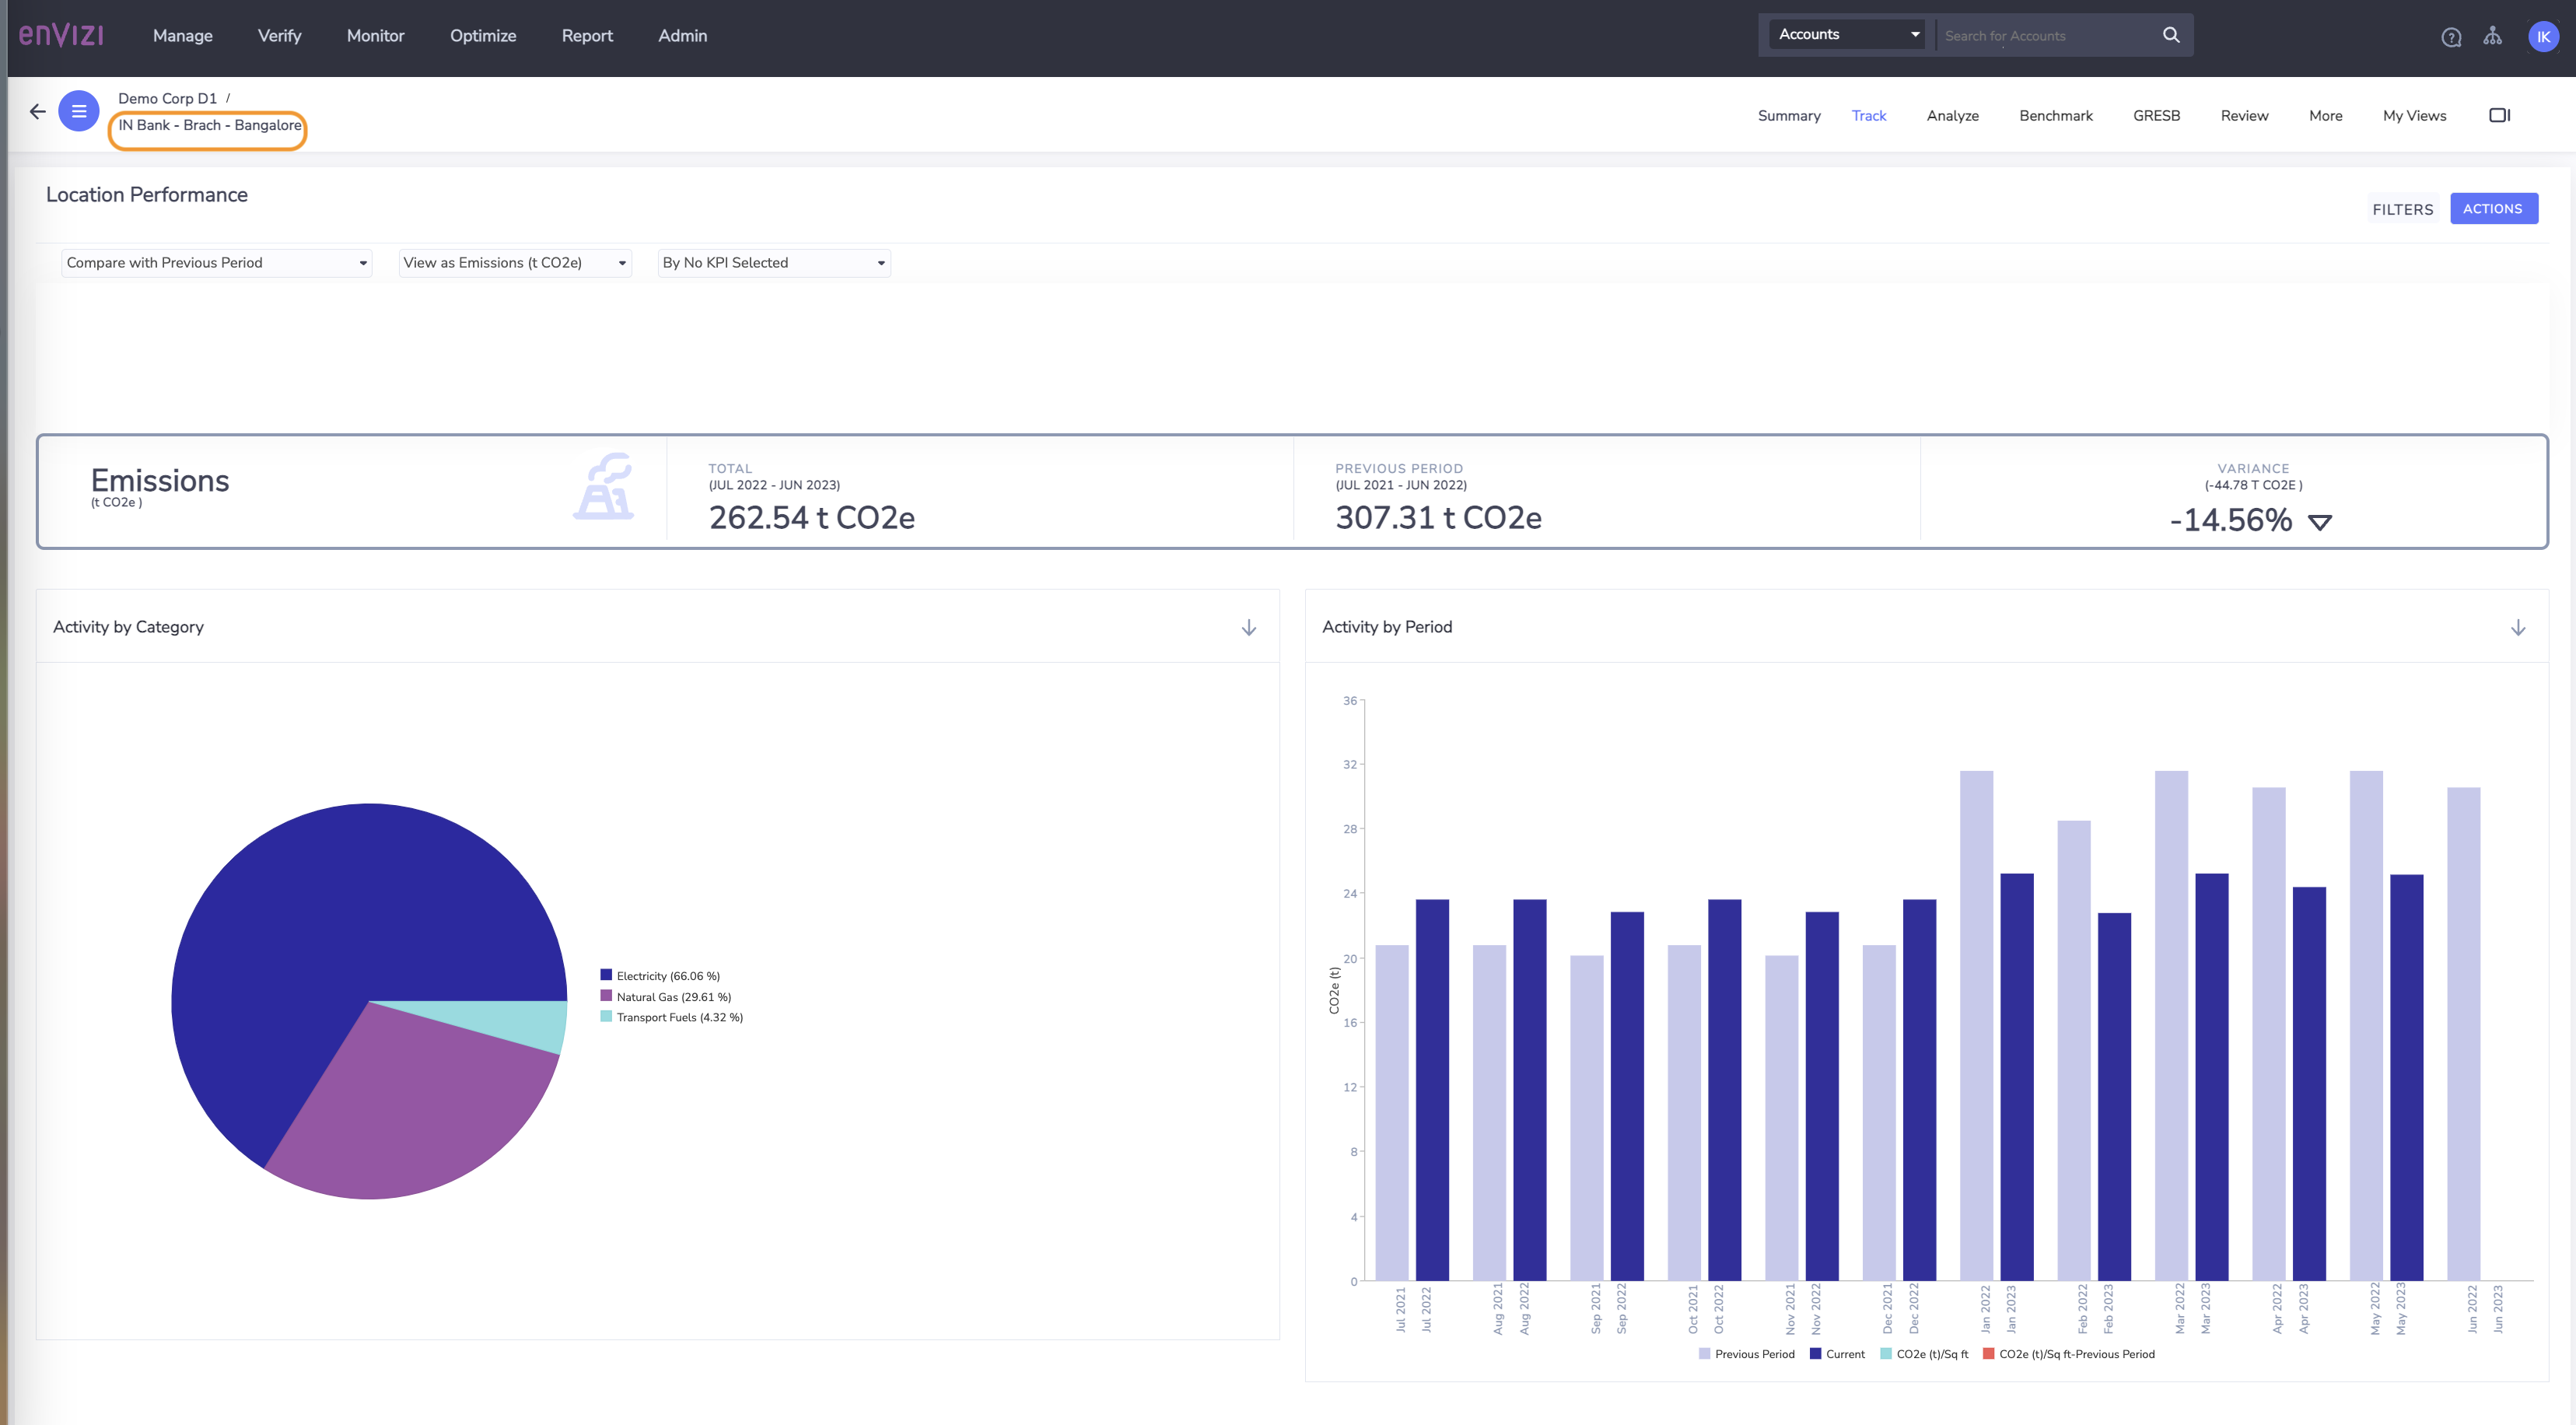 enVIZI
Manage Verify Monitor Optimize Report Admin
Accounts
Search for Accounts
IK
Demo Corp D1 /
IN Bank - Brach - Bangalore
Summary Track Analyze Benchmark GRESB Review More My Views
Location Performance
FILTERS ACTIONS
Compare with Previous Period
View as Emissions (t CO2e)
By No KPI Selected
Emissions
(t CO2e )
TOTAL
(JUL 2022 - JUN 2023)
262.54 t CO2e
PREVIOUS PERIOD
(JUL 2021 - JUN 2022)
307.31 t CO2e
VARIANCE
(-44.78 T CO2E )
-14.56%
Activity by Category
Electricity (66.06 %)
Natural Gas (29.61 %)
Transport Fuels (4.32 %)
Activity by Period
36
32
28
24
20
16
12
8
4
0
CO2e (t)
Jul 2021
Jul 2022
Aug 2021
Aug 2022
Sep 2021
Sep 2022
Oct 2021
Oct 2022
Nov 2021
Nov 2022
Dec 2021
Dec 2022
Jan 2022
Jan 2023
Feb 2022
Feb 2023
Mar 2022
Mar 2023
Apr 2022
Apr 2023
May 2022
May 2023
Jun 2022
Jun 2023
Previous Period Current CO2e (t)/Sq ft CO2e (t)/Sq ft-Previous Period